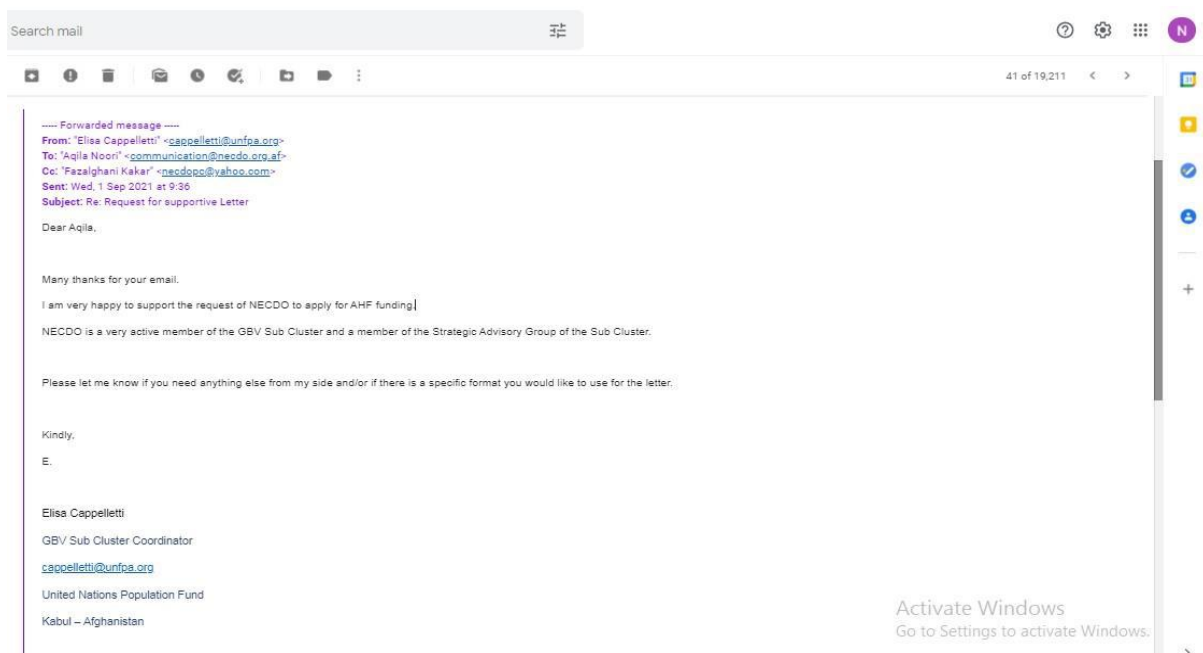 Search mail
N
41 of 19,211
----- Forwarded message -----
From: "Elisa Cappelletti" <cappelletti@unfpa.org>
To: "Aqila Noori" <communication@necdo.org.af>
Cc: "Fazalghani Kakar" <necdopc@yahoo.com>
Sent: Wed, 1 Sep 2021 at 9:36
Subject: Re: Request for supportive Letter
Dear Aqila,
Many thanks for your email.
I am very happy to support the request of NECDO to apply for AHF funding.
NECDO is a very active member of the GBV Sub Cluster and a member of the Strategic Advisory Group of the Sub Cluster.
Please let me know if you need anything else from my side and/or if there is a specific format you would like to use for the letter.
Kindly,
E.
Elisa Cappelletti
GBV Sub Cluster Coordinator
cappelletti@unfpa.org
United Nations Population Fund
Kabul – Afghanistan
Activate Windows
Go to Settings to activate Windows.